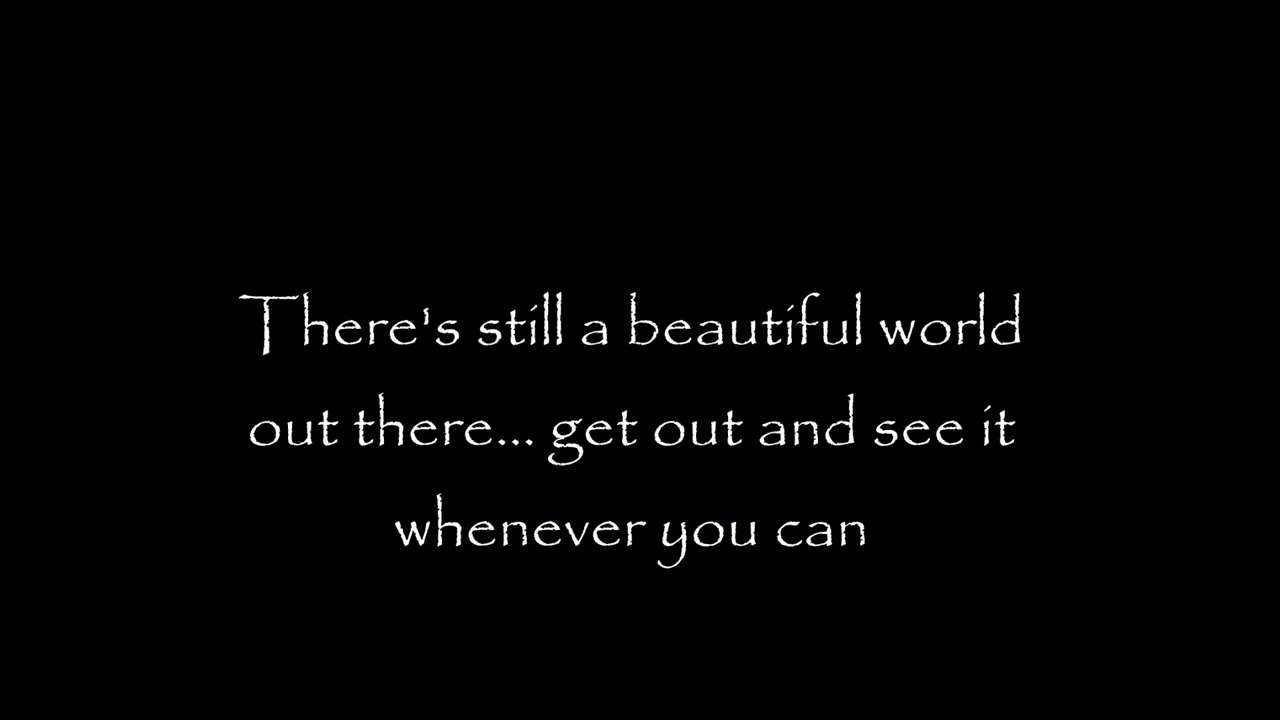 There's still a beautiful world
out there... get out and see it
whenever you can